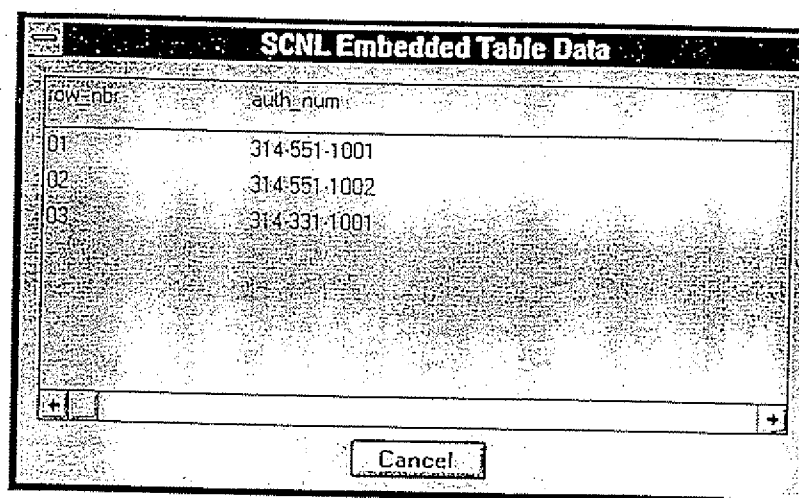 SCNL Embedded Table Data
row_nbr auth_num
01 314-551-1001
02 314-551-1002
03 314-331-1001
Cancel